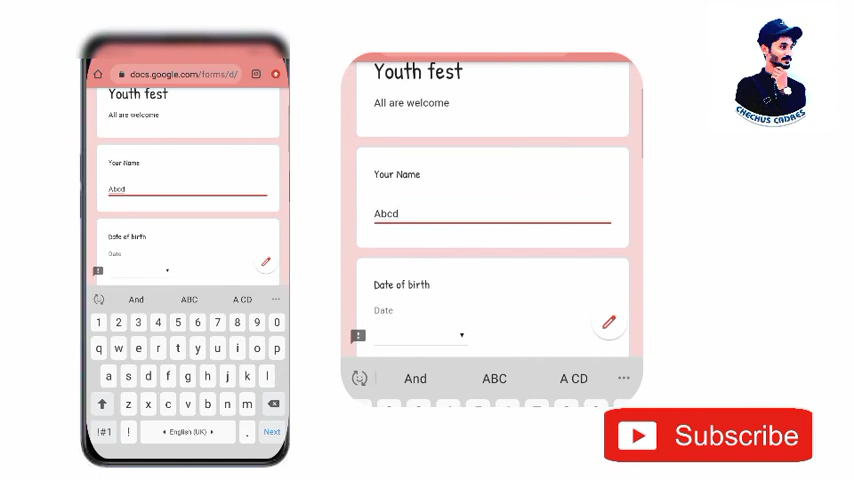 docs.google.com/forms/d/
Youth fest
All are welcome
Your Name
Abcd
Date of birth
Date
And ABC A CD ...
1 2 3 4 5 6 7 8 9 0
q w e r t y u i o p
a s d f g h j k l
z x c v b n m
!#1 ! English (UK) . Next
Youth fest
All are welcome
Your Name
Abcd
Date of birth
Date
And ABC A CD ...
CHECHUS CADRES
Subscribe